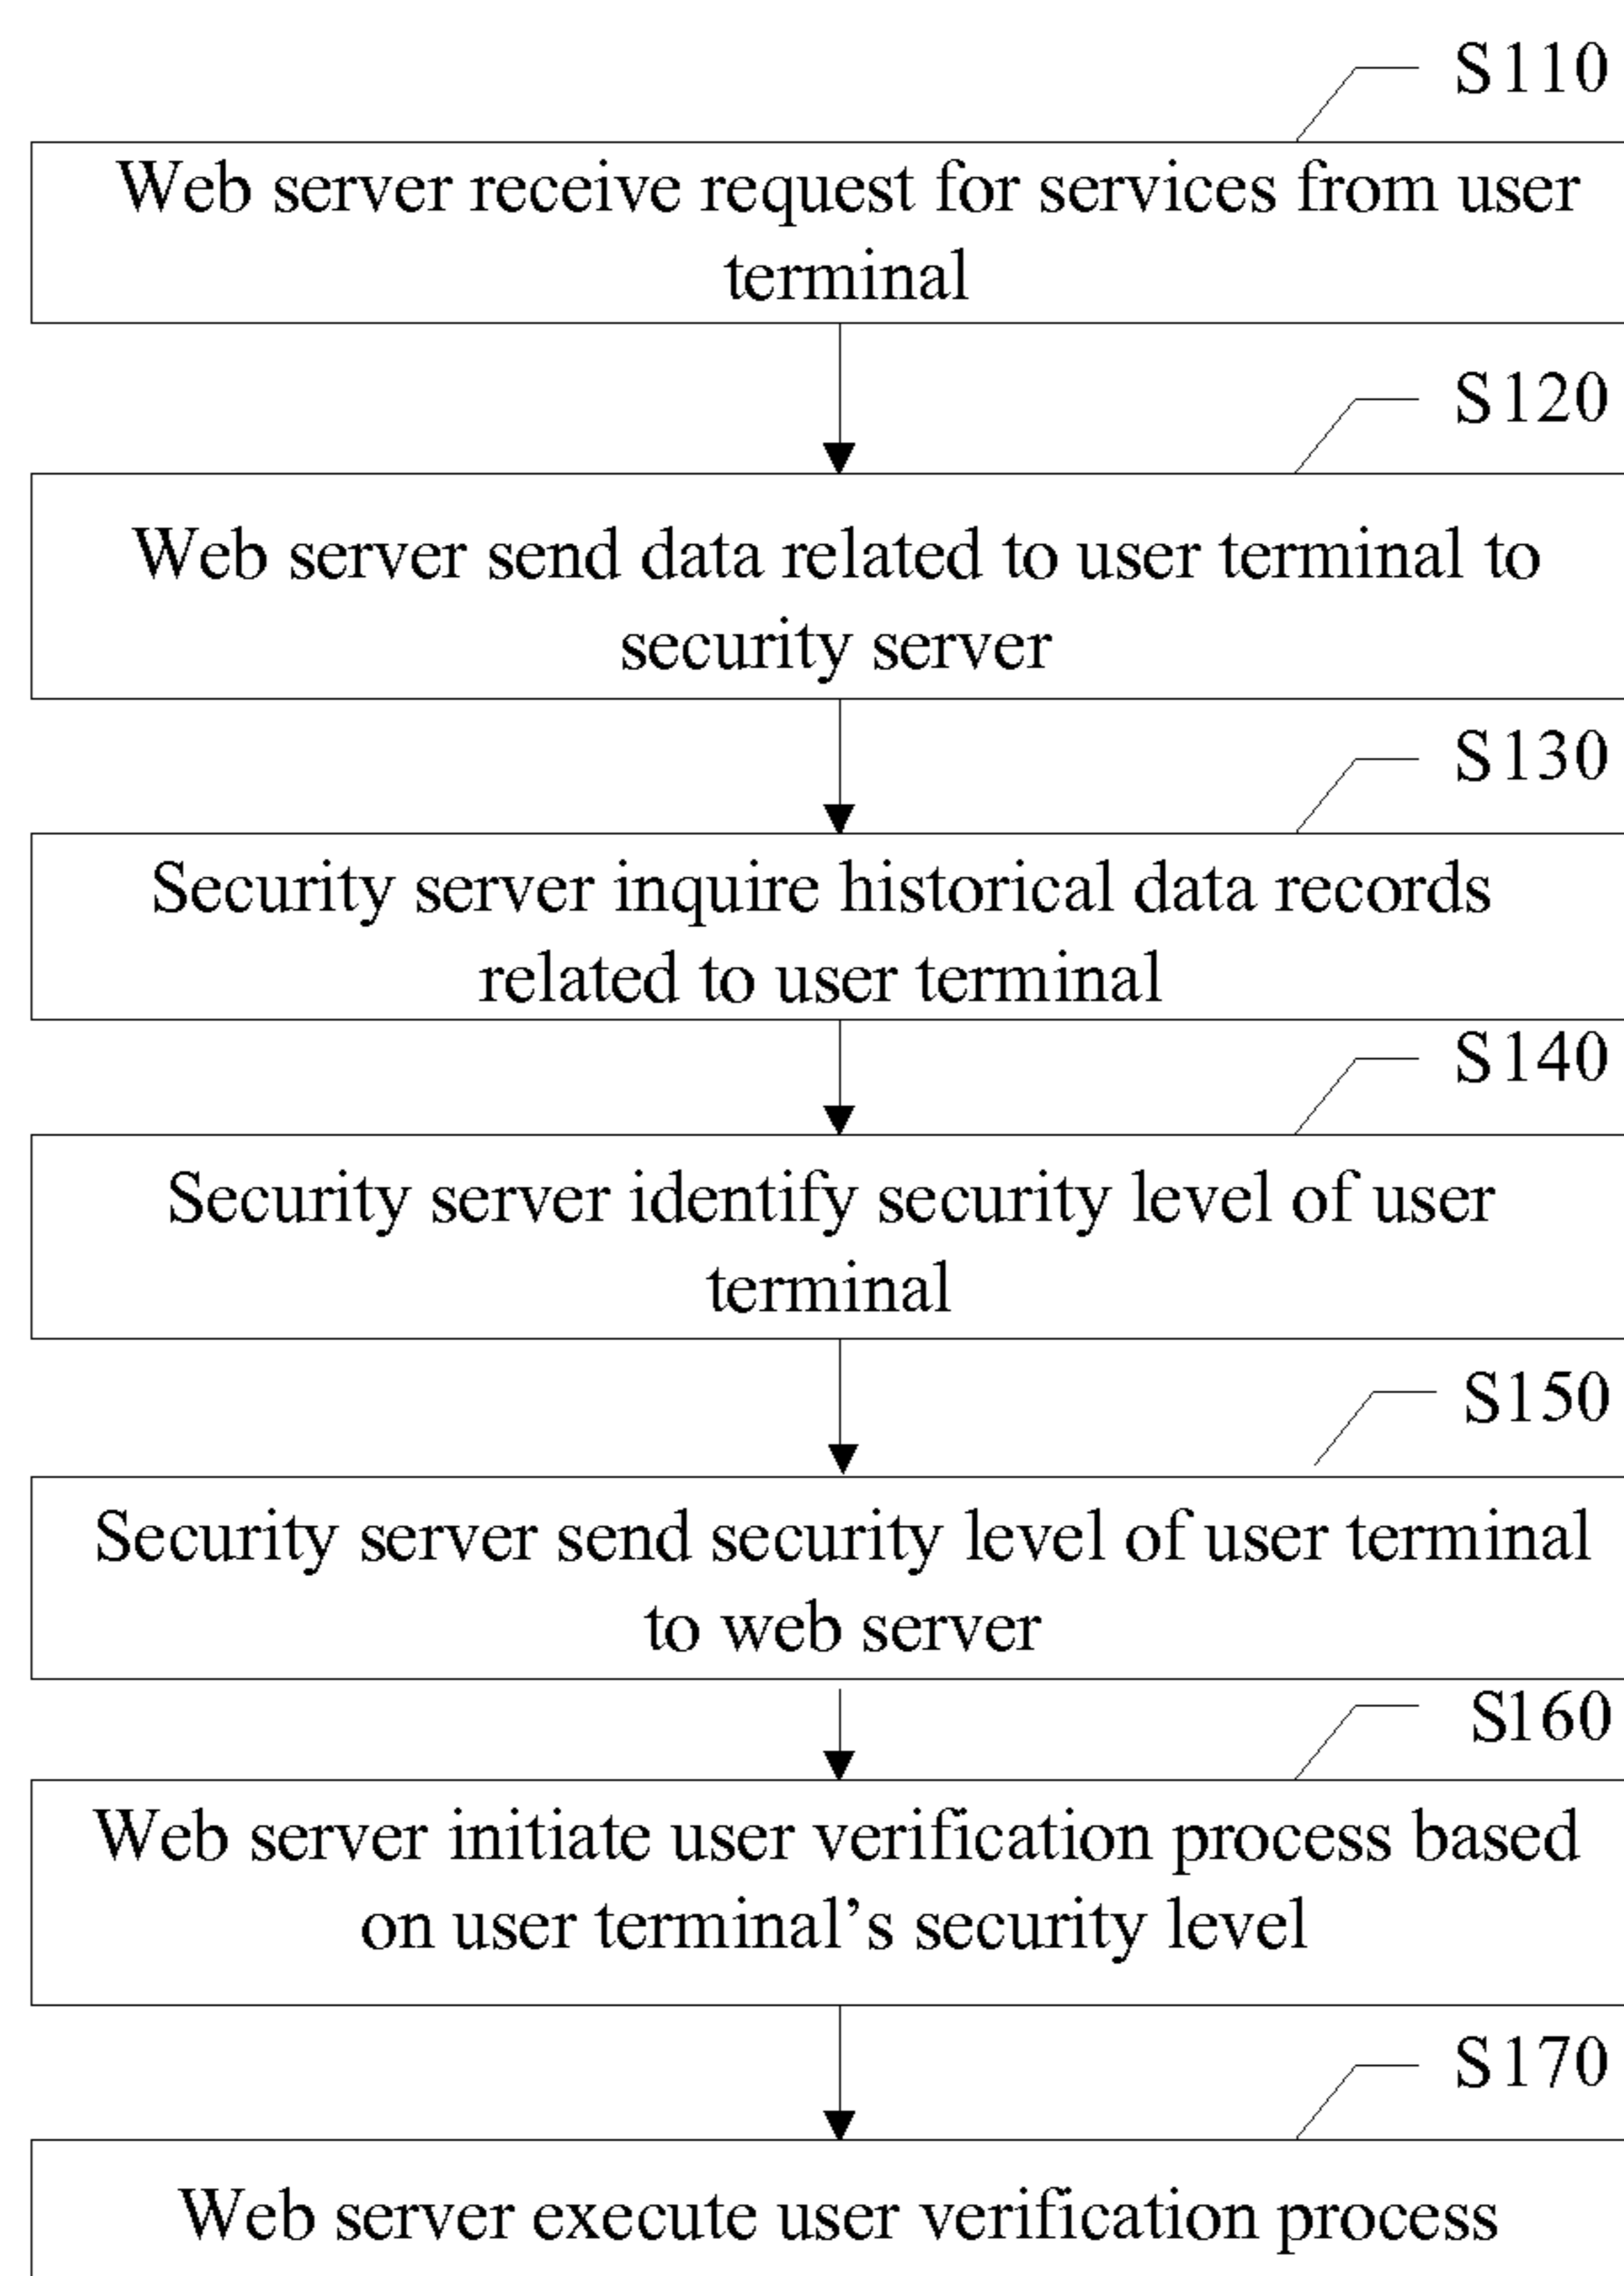 S110
Web server receive request for services from user
terminal
S120
Web server send data related to user terminal to
security server
S130
Security server inquire historical data records
related to user terminal
S140
Security server identify security level of user
terminal
S150
Security server send security level of user terminal
to web server
S160
Web server initiate user verification process based
on user terminal’s security level
S170
Web server execute user verification process